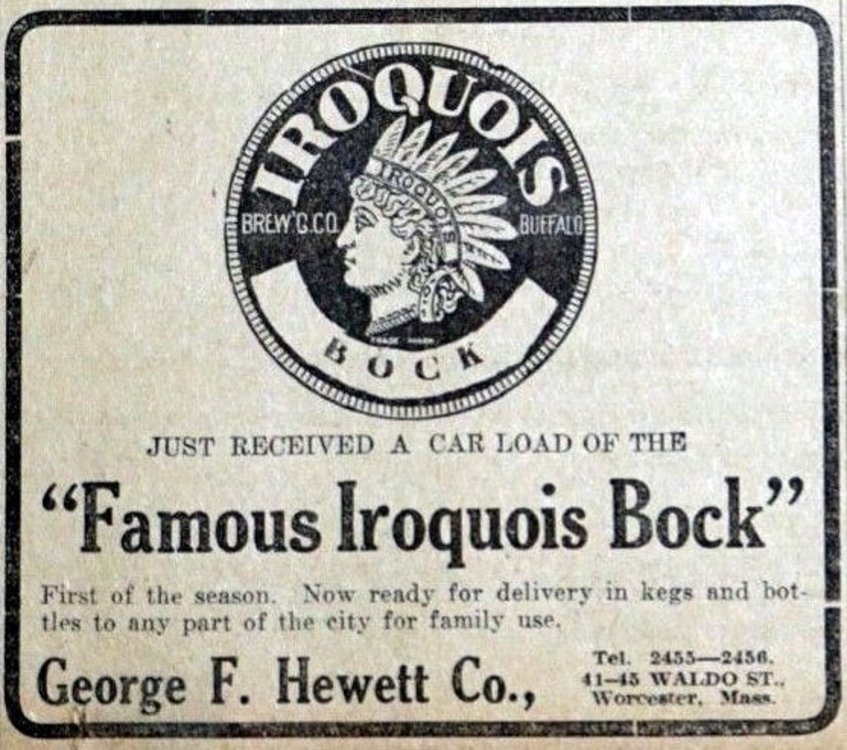 IROQUOIS
BREW'G.CO. BUFFALO
IROQUOIS
TRADE MARK
BOCK
JUST RECEIVED A CAR LOAD OF THE
“Famous Iroquois Bock”
First of the season. Now ready for delivery in kegs and bot-
tles to any part of the city for family use.
George F. Hewett Co.,
Tel. 2455—2456.
41–45 WALDO ST.,
Worcester, Mass.